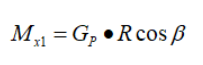 M_{x1} = G_P • R cos β